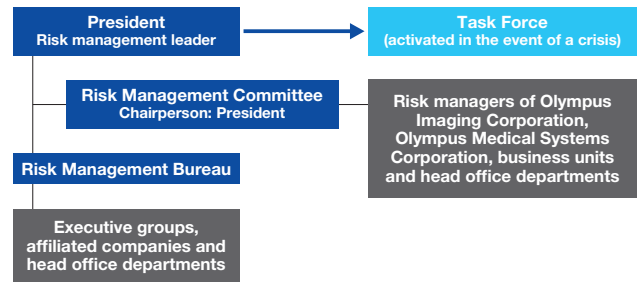 President
Risk management leader
Task Force
(activated in the event of a crisis)
Risk Management Committee
Chairperson: President
Risk managers of Olympus
Imaging Corporation,
Olympus Medical Systems
Corporation, business units
and head office departments
Risk Management Bureau
Executive groups,
affiliated companies and
head office departments